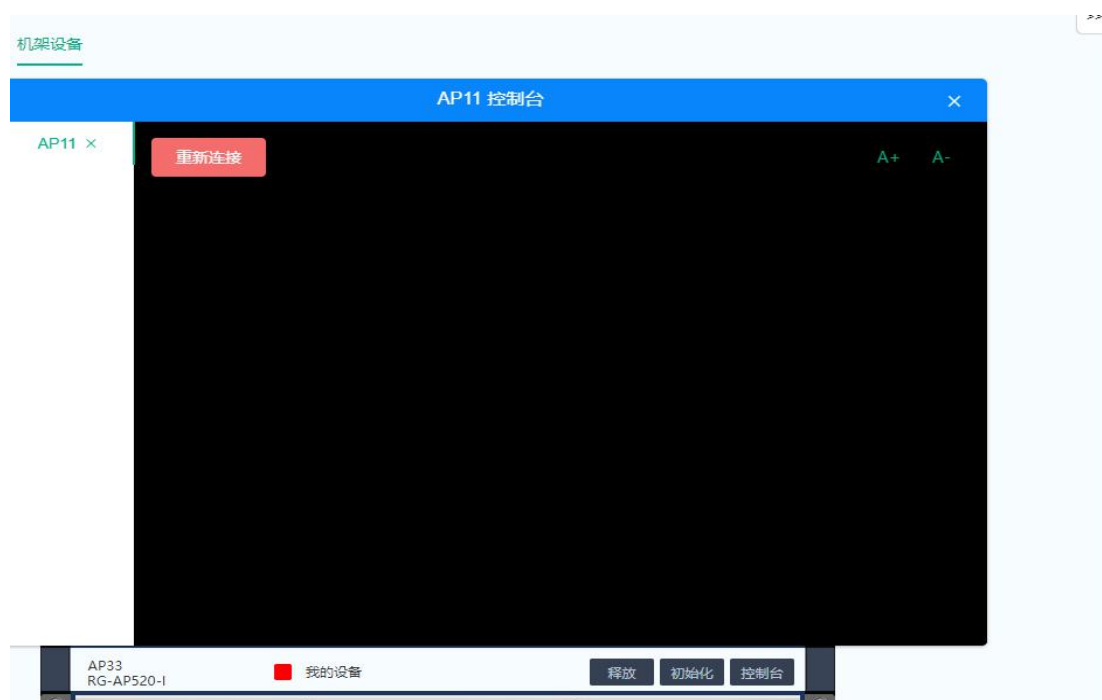 机架设备
AP11 控制台 ×
AP11 ×
重新连接
A+ A-
AP33
RG-AP520-I
我的设备
释放 初始化 控制台